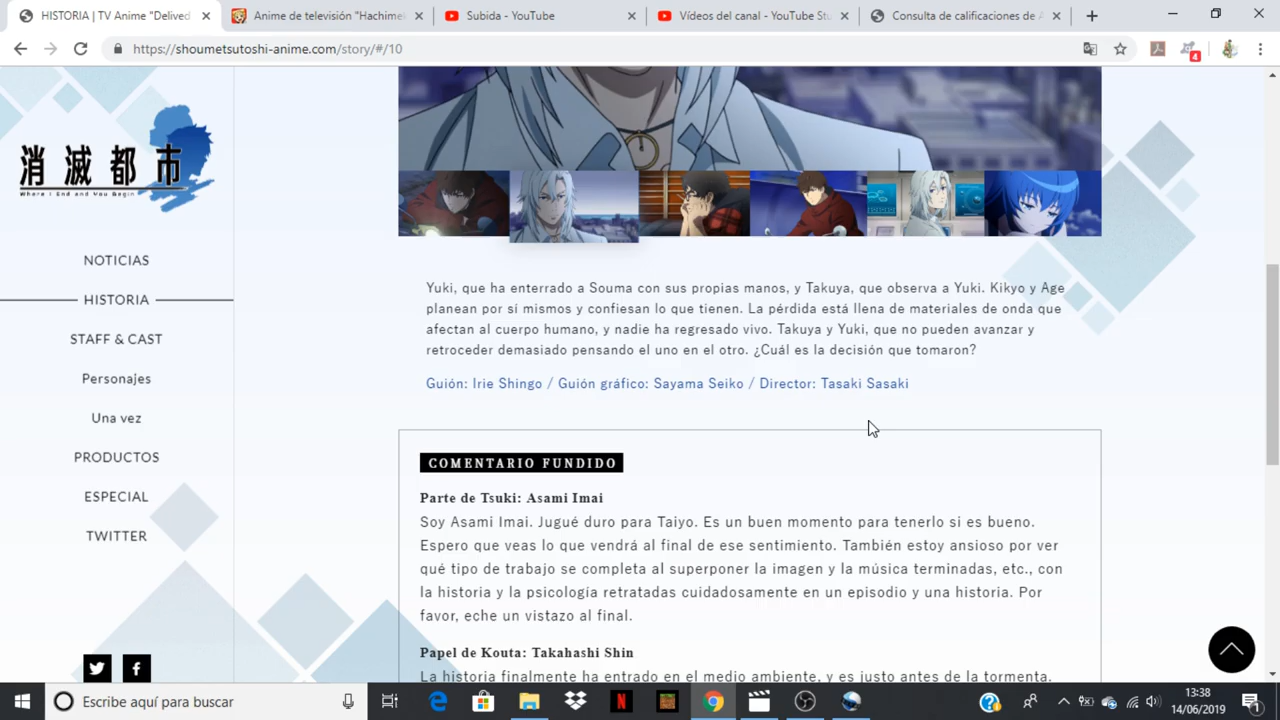 HISTORIA | TV Anime "Delived
Anime de televisión "Hachime
Subida - YouTube
Vídeos del canal - YouTube Stu
Consulta de calificaciones de A
https://shoumetsutoshi-anime.com/story/#/10
4
消滅都市
Where I End and You Begin
NOTICIAS
HISTORIA
STAFF & CAST
Personajes
Una vez
PRODUCTOS
ESPECIAL
TWITTER
Yuki, que ha enterrado a Souma con sus propias manos, y Takuya, que observa a Yuki. Kikyo y Age
planean por sí mismos y confiesan lo que tienen. La pérdida está llena de materiales de onda que
afectan al cuerpo humano, y nadie ha regresado vivo. Takuya y Yuki, que no pueden avanzar y
retroceder demasiado pensando el uno en el otro. ¿Cuál es la decisión que tomaron?
Guión: Irie Shingo / Guión gráfico: Sayama Seiko / Director: Tasaki Sasaki
COMENTARIO FUNDIDO
Parte de Tsuki: Asami Imai
Soy Asami Imai. Jugué duro para Taiyo. Es un buen momento para tenerlo si es bueno.
Espero que veas lo que vendrá al final de ese sentimiento. También estoy ansioso por ver
qué tipo de trabajo se completa al superponer la imagen y la música terminadas, etc., con
la historia y la psicología retratadas cuidadosamente en un episodio y una historia. Por
favor, eche un vistazo al final.
Papel de Kouta: Takahashi Shin
La historia finalmente ha entrado en el medio ambiente, y es justo antes de la tormenta.
Escribe aquí para buscar
13:38
14/06/2019
1